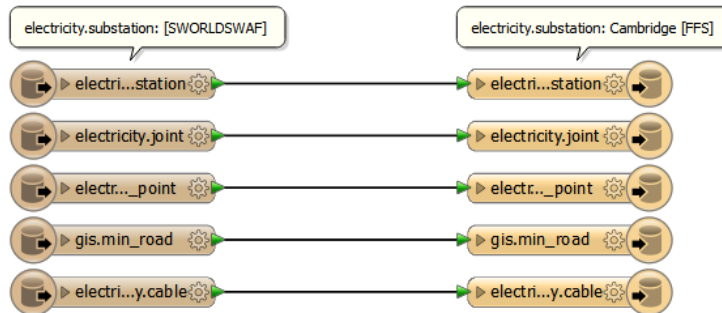 electricity.substation: [SWORLDSWAF]
electricity.substation: Cambridge [FFS]
electri...station
electri...station
electricity.joint
electricity.joint
electr..._point
electr..._point
gis.min_road
gis.min_road
electri...y.cable
electri...y.cable